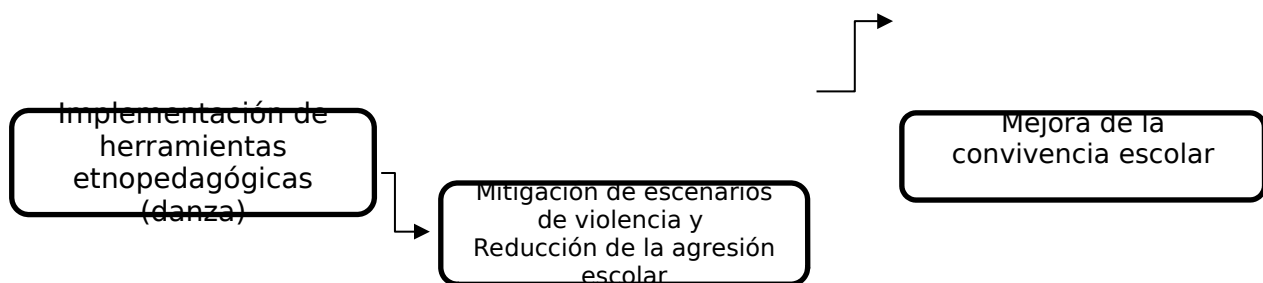 Implementación de
herramientas
etnopedagógicas
(danza)
Mitigación de escenarios
de violencia y
Reducción de la agresión
escolar
Mejora de la
convivencia escolar